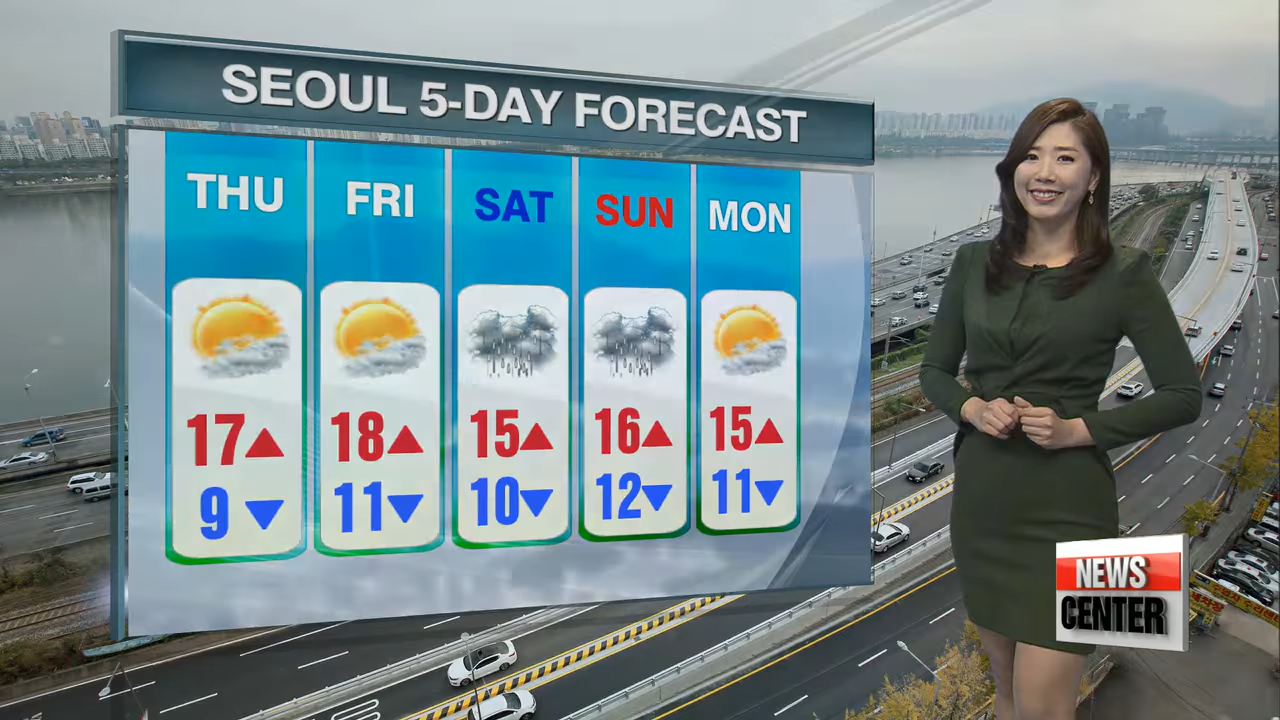 SEOUL 5-DAY FORECAST
THU FRI SAT SUN MON
17 18 15 16 15
9 11 10 12 11
NEWS
CENTER